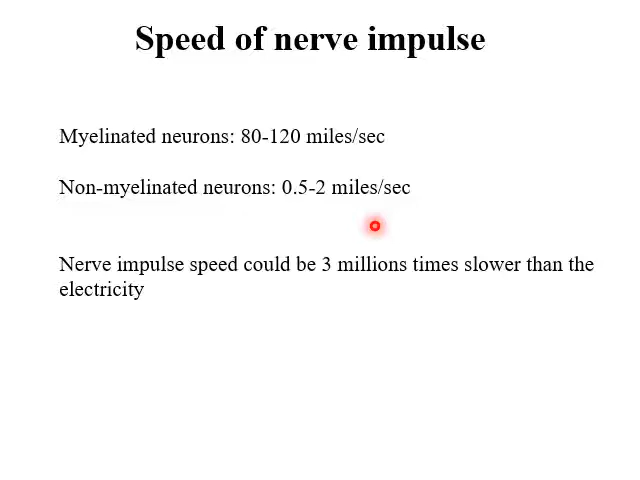 Speed of nerve impulse
Myelinated neurons: 80-120 miles/sec
Non-myelinated neurons: 0.5-2 miles/sec
Nerve impulse speed could be 3 millions times slower than the
electricity